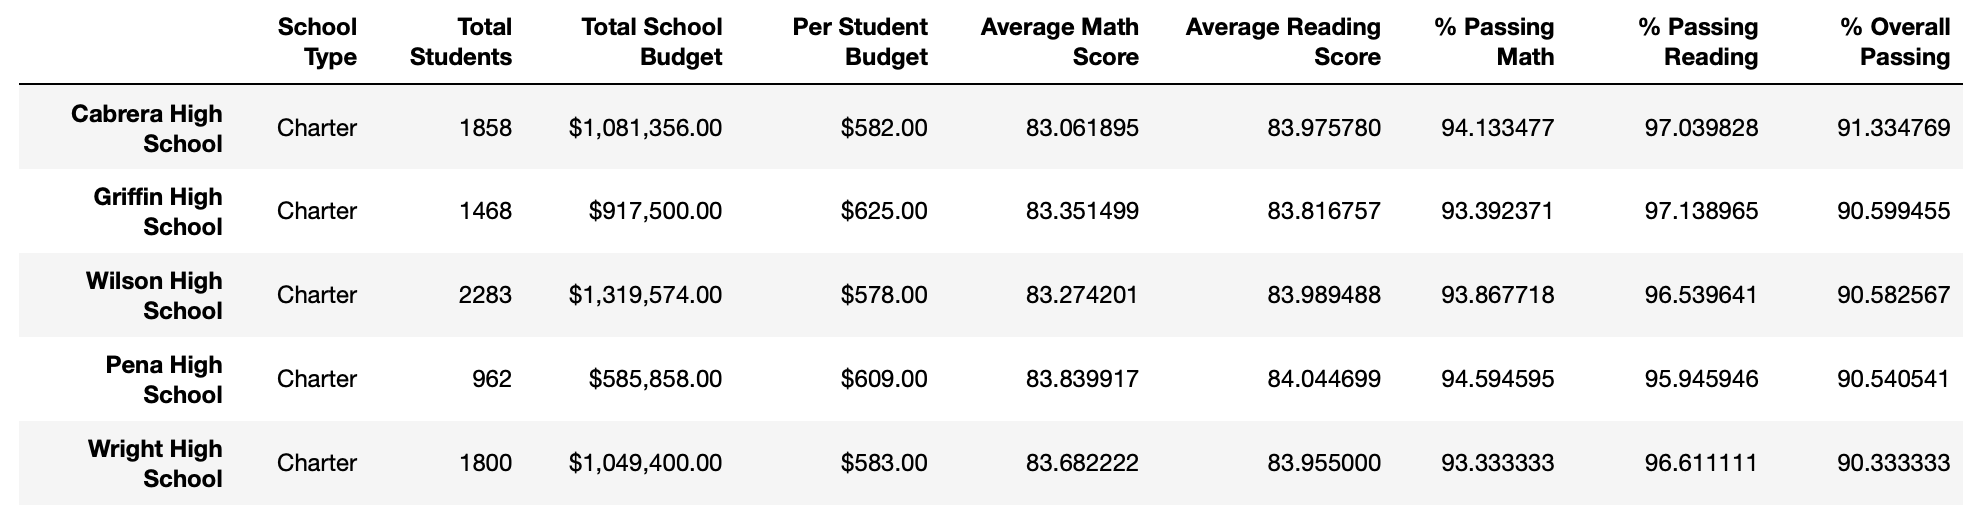 School Type Total Students Total School Budget Per Student Budget Average Math Score Average Reading Score % Passing Math % Passing Reading % Overall Passing
Cabrera High School Charter 1858 $1,081,356.00 $582.00 83.061895 83.975780 94.133477 97.039828 91.334769
Griffin High School Charter 1468 $917,500.00 $625.00 83.351499 83.816757 93.392371 97.138965 90.599455
Wilson High School Charter 2283 $1,319,574.00 $578.00 83.274201 83.989488 93.867718 96.539641 90.582567
Pena High School Charter 962 $585,858.00 $609.00 83.839917 84.044699 94.594595 95.945946 90.540541
Wright High School Charter 1800 $1,049,400.00 $583.00 83.682222 83.955000 93.333333 96.611111 90.333333